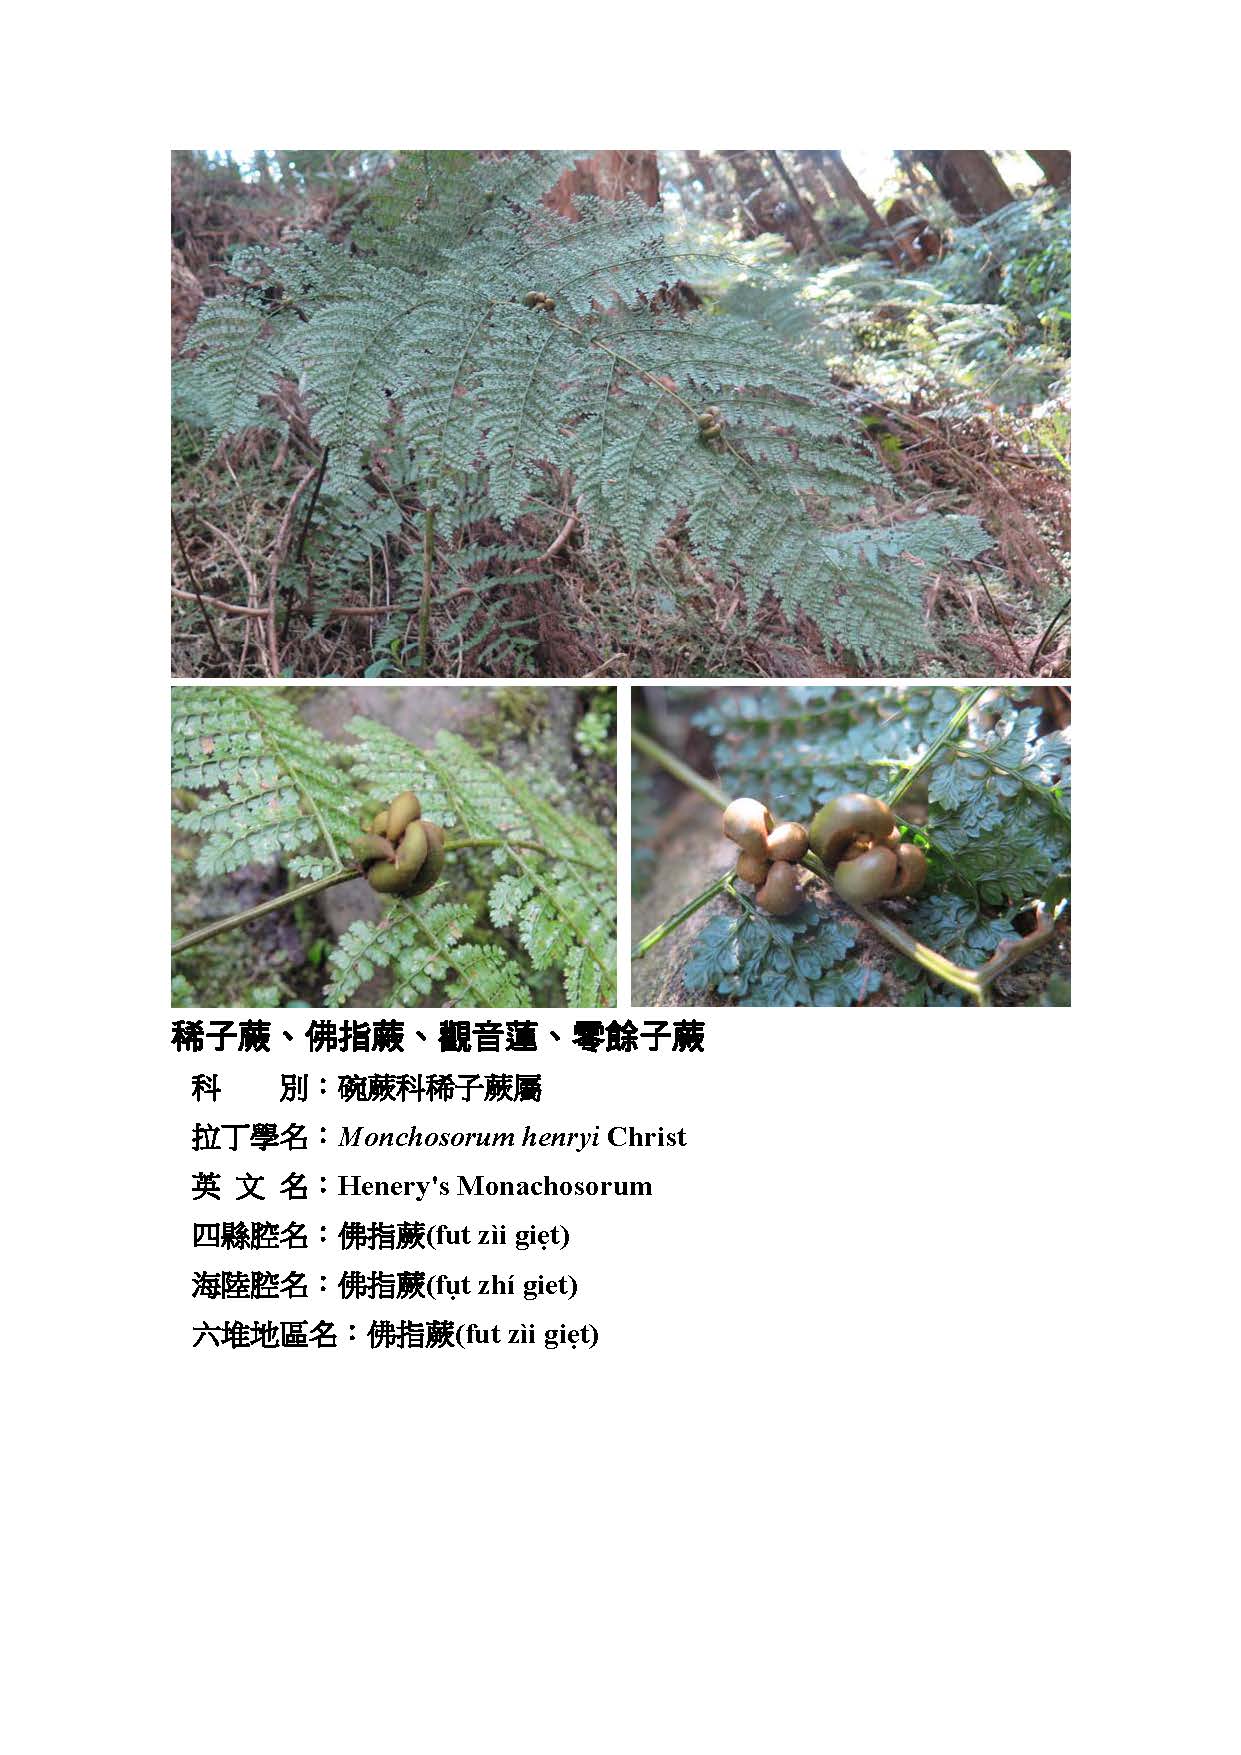 稀子蕨、佛指蕨、觀音蓮、零餘子蕨
科　　別：碗蕨科稀子蕨屬
拉丁學名：Monchosorum henryi Christ
英 文 名：Henery's Monachosorum
四縣腔名：佛指蕨(fut zìi giẹt)
海陸腔名：佛指蕨(fụt zhí giet)
六堆地區名：佛指蕨(fut zìi giẹt)